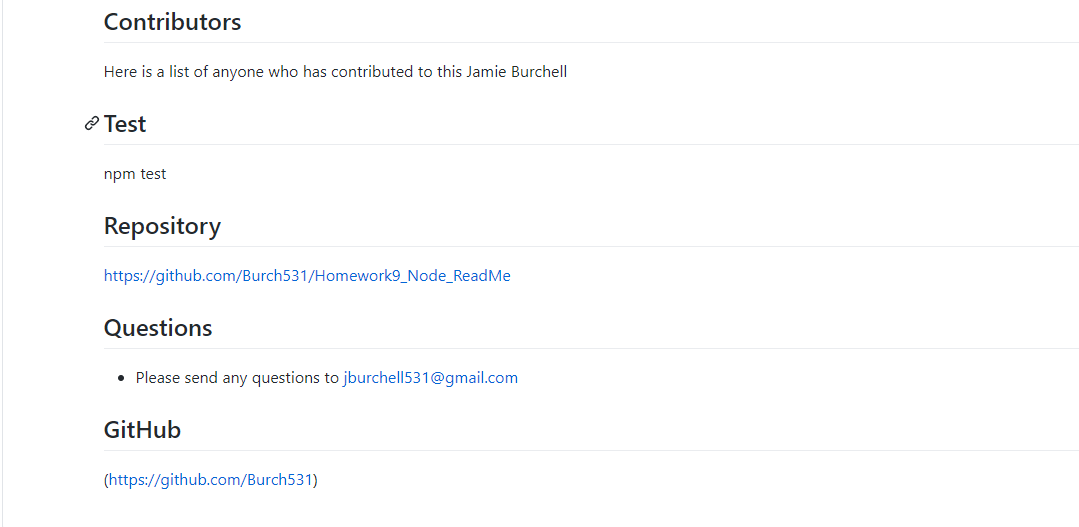 Contributors
Here is a list of anyone who has contributed to this Jamie Burchell
Test
npm test
Repository
https://github.com/Burch531/Homework9_Node_ReadMe
Questions
Please send any questions to jburchell531@gmail.com
GitHub
(https://github.com/Burch531)